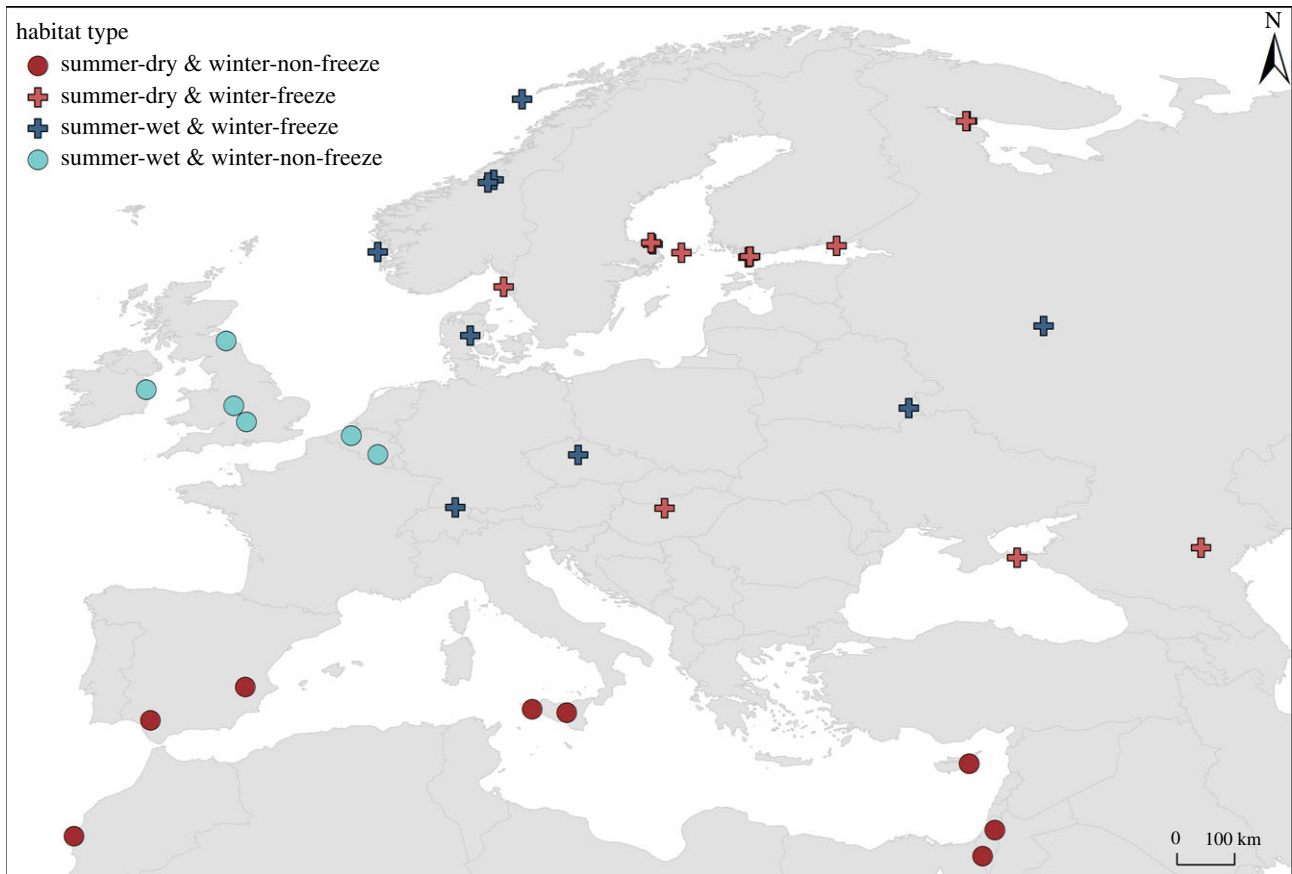 habitat type
summer-dry & winter-non-freeze
summer-dry & winter-freeze
summer-wet & winter-freeze
summer-wet & winter-non-freeze
N
0 100 km